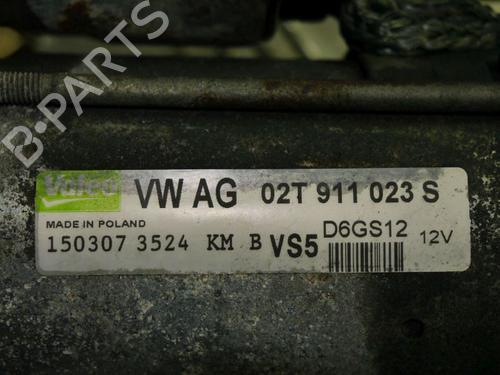 B-PARTS
Valeo VW AG 02T 911 023 S
MADE IN POLAND
D6GS12 12V
150307 3524 KM B VS5